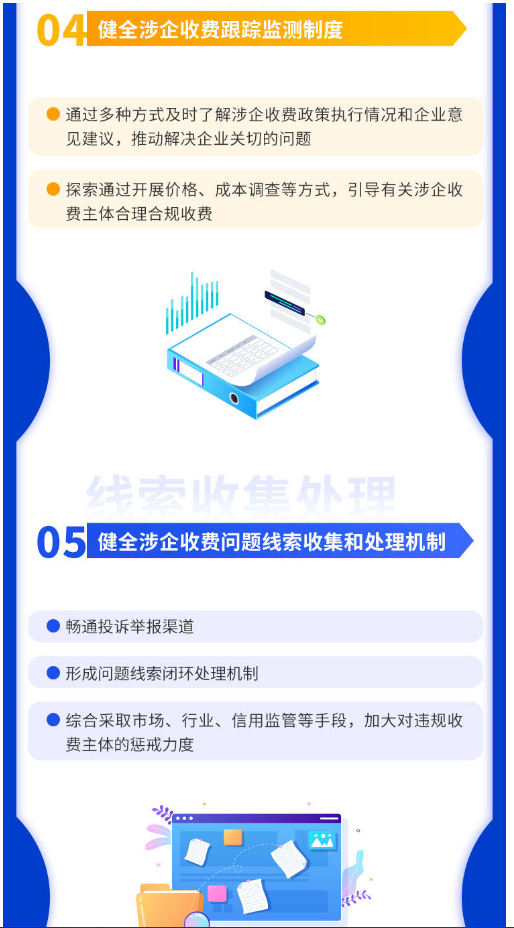 04 健全涉企收费跟踪监测制度
通过多种方式及时了解涉企收费政策执行情况和企业意
见建议，推动解决企业关切的问题
探索通过开展价格、成本调查等方式，引导有关涉企收
费主体合理合规收费
线索收集处理
05 健全涉企收费问题线索收集和处理机制
畅通投诉举报渠道
形成问题线索闭环处理机制
综合采取市场、行业、信用监管等手段，加大对违规收
费主体的惩戒力度